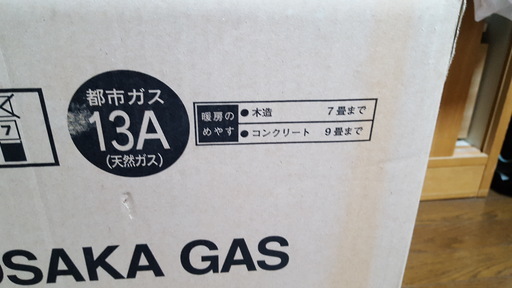 7
都市ガス
13A
(天然ガス)
暖房の
めやす
● 木造 7畳まで
● コンクリート 9畳まで
OSAKA GAS